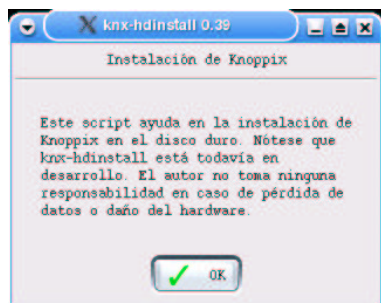 knx-hdinstall 0.39
Instalación de Knoppix
Este script ayuda en la instalación de
Knoppix en el disco duro. Nótese que
knx-hdinstall está todavía en
desarrollo. El autor no toma ninguna
responsabilidad en caso de pérdida de
datos o daño del hardware.
OK